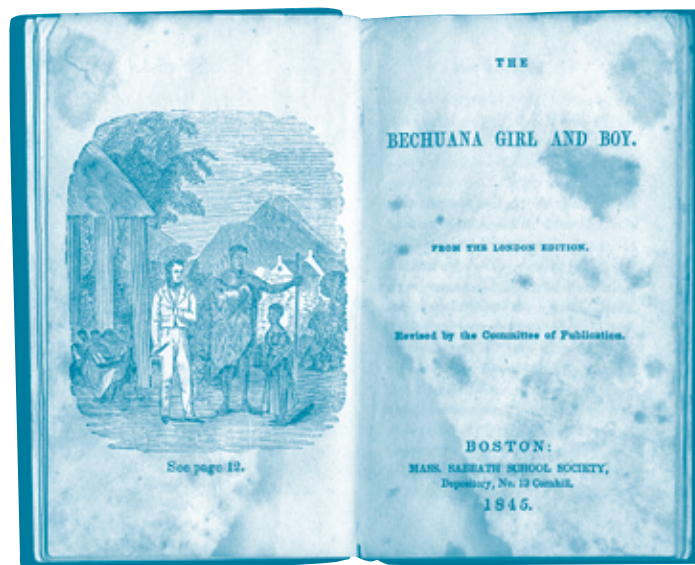 See page 12.
THE
BECHUANA GIRL AND BOY.
FROM THE LONDON EDITION.
Revised by the Committee of Publication.
BOSTON:
MASS. SABBATH SCHOOL SOCIETY,
Depository, No. 13 Cornhill.
1845.